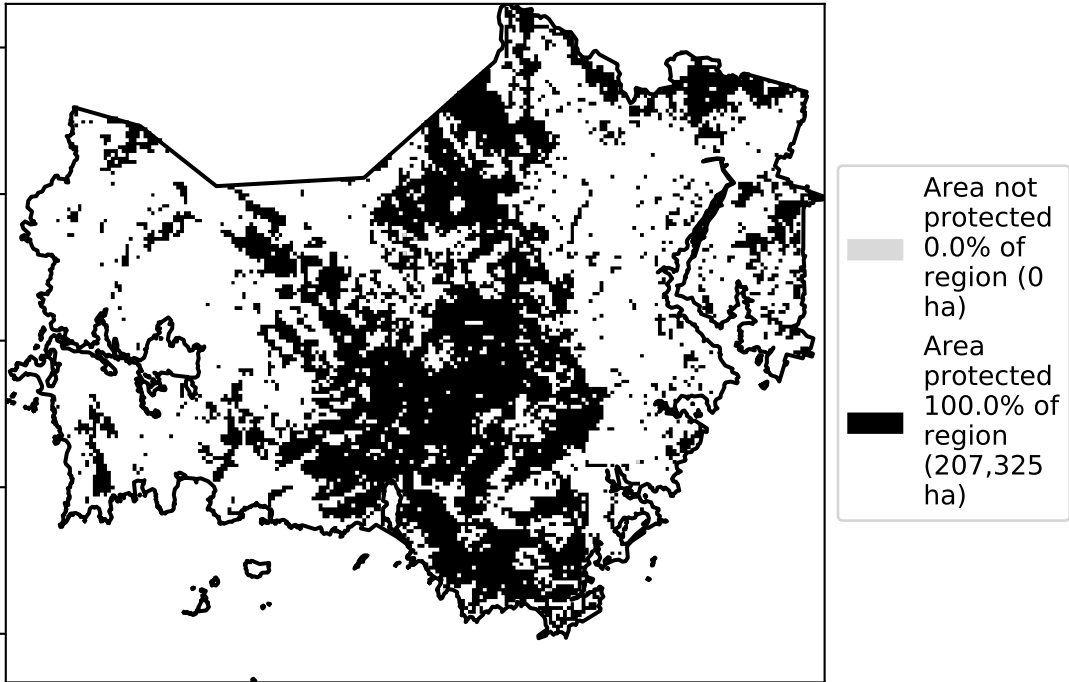 Area not
protected
0.0% of
region (0
ha)
Area
protected
100.0% of
region
(207,325
ha)